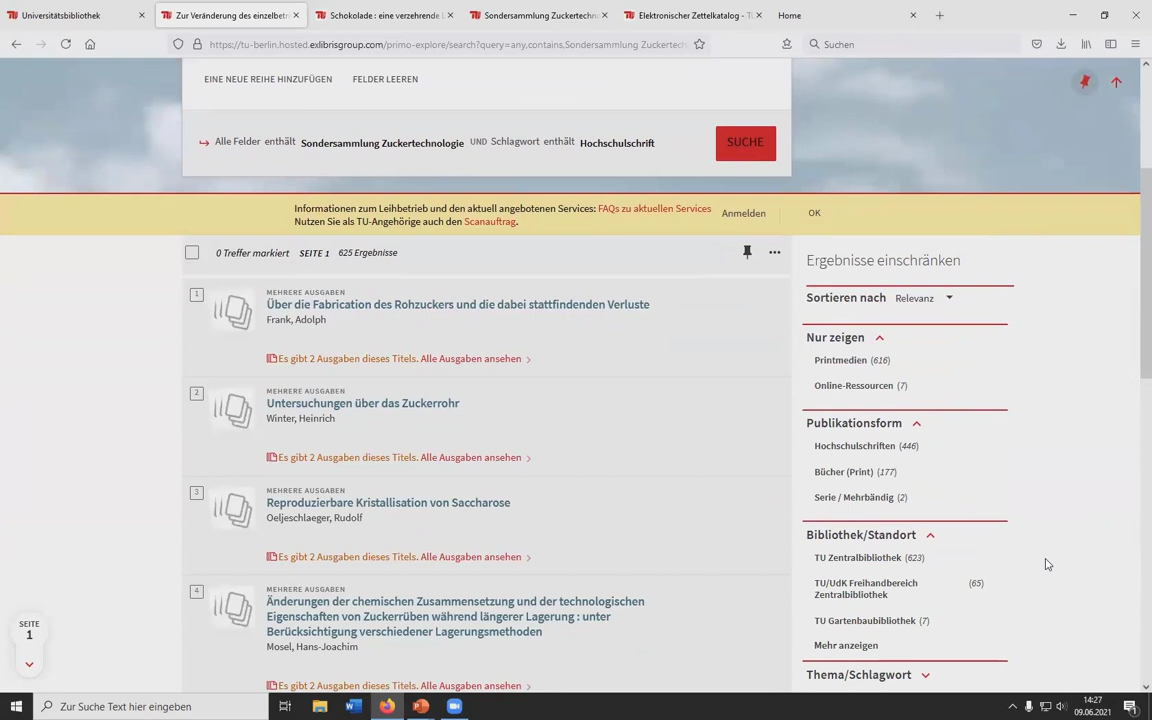 Universitätsbibliothek
Zur Veränderung des einzelbetr
Schokolade : eine verzehrende L
Sondersammlung Zuckertechno
Elektronischer Zettelkatalog - TU
Home
https://tu-berlin.hosted.exlibrisgroup.com/primo-explore/search?query=any,contains,Sondersammlung Zuckertech
Suchen
EINE NEUE REIHE HINZUFÜGEN FELDER LEEREN
Alle Felder enthält Sondersammlung Zuckertechnologie UND Schlagwort enthält Hochschulschrift
SUCHE
Informationen zum Leihbetrieb und den aktuell angebotenen Services: FAQs zu aktuellen Services
Nutzen Sie als TU-Angehörige auch den Scanauftrag.
Anmelden
OK
0 Treffer markiert SEITE 1 625 Ergebnisse
1
MEHRERE AUSGABEN
Über die Fabrication des Rohzuckers und die dabei stattfindenden Verluste
Frank, Adolph
Es gibt 2 Ausgaben dieses Titels. Alle Ausgaben ansehen
2
MEHRERE AUSGABEN
Untersuchungen über das Zuckerrohr
Winter, Heinrich
Es gibt 2 Ausgaben dieses Titels. Alle Ausgaben ansehen
3
MEHRERE AUSGABEN
Reproduzierbare Kristallisation von Saccharose
Oeljeschlaeger, Rudolf
Es gibt 2 Ausgaben dieses Titels. Alle Ausgaben ansehen
4
MEHRERE AUSGABEN
Änderungen der chemischen Zusammensetzung und der technologischen
Eigenschaften von Zuckerrüben während längerer Lagerung : unter
Berücksichtigung verschiedener Lagerungsmethoden
Mosel, Hans-Joachim
Es gibt 2 Ausgaben dieses Titels. Alle Ausgaben ansehen
Ergebnisse einschränken
Sortieren nach Relevanz
Nur zeigen
Printmedien (616)
Online-Ressourcen (7)
Publikationsform
Hochschulschriften (446)
Bücher (Print) (177)
Serie / Mehrbändig (2)
Bibliothek/Standort
TU Zentralbibliothek (623)
TU/UdK Freihandbereich (65)
Zentralbibliothek
TU Gartenbaubibliothek (7)
Mehr anzeigen
Thema/Schlagwort
SEITE
1
Zur Suche Text hier eingeben
14:27
09.06.2021